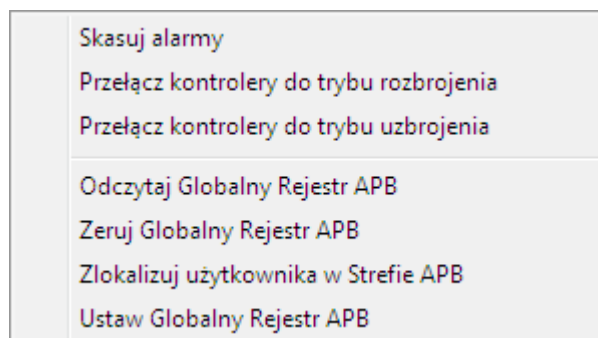 Skasuj alarmy
Przełącz kontrolery do trybu rozbrojenia
Przełącz kontrolery do trybu uzbrojenia
Odczytaj Globalny Rejestr APB
Zeruj Globalny Rejestr APB
Zlokalizuj użytkownika w Strefie APB
Ustaw Globalny Rejestr APB